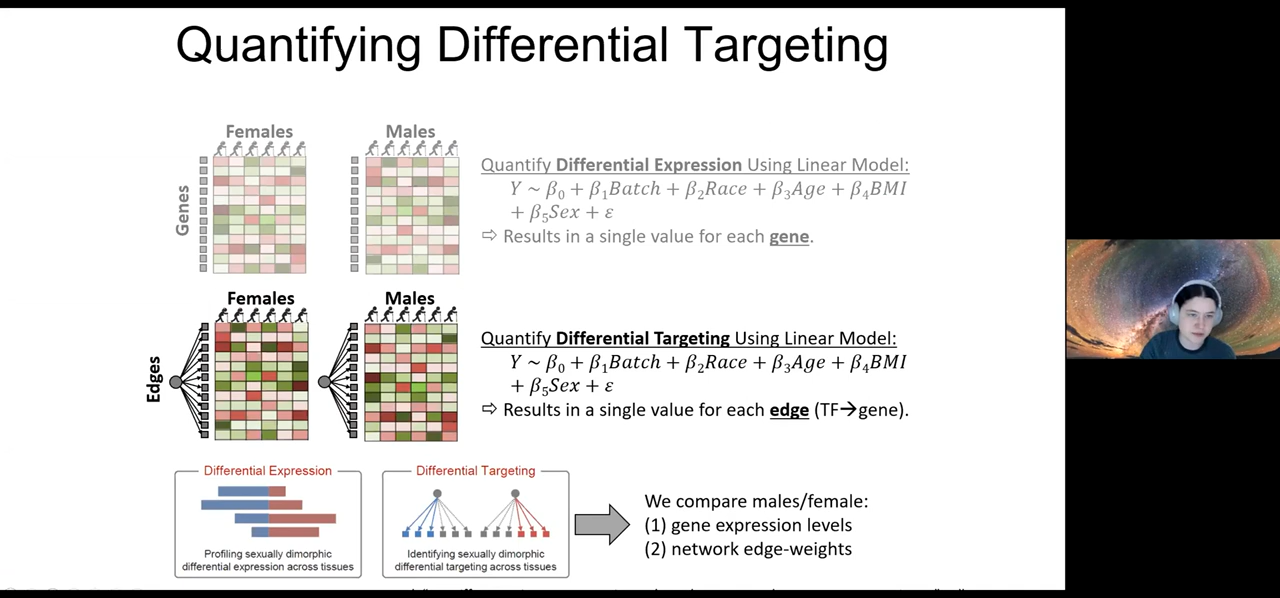 Quantifying Differential Targeting
Females
Males
Genes
Quantify Differential Expression Using Linear Model:
Y ~ β₀ + β₁Batch + β₂Race + β₃Age + β₄BMI
+ β₅Sex + ε
⇨ Results in a single value for each gene.
Females
Males
Edges
Quantify Differential Targeting Using Linear Model:
Y ~ β₀ + β₁Batch + β₂Race + β₃Age + β₄BMI
+ β₅Sex + ε
⇨ Results in a single value for each edge (TF→gene).
Differential Expression
Profiling sexually dimorphic
differential expression across tissues
Differential Targeting
Identifying sexually dimorphic
differential targeting across tissues
We compare males/female:
(1) gene expression levels
(2) network edge-weights